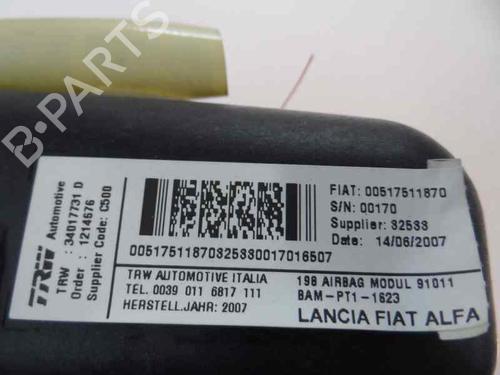 TRW Automotive
TRW : 34017731 D
Order : 1214576
Supplier Code: C500
FIAT: 00517511870
S/N: 00170
Supplier: 32533
Date: 14/06/2007
00517511870325330017016507
TRW AUTOMOTIVE ITALIA
TEL. 0039 011 6817 111
HERSTELL.JAHR: 2007
198 AIRBAG MODUL 91011
BAM-PT1-1623
LANCIA FIAT ALFA
B-PARTS